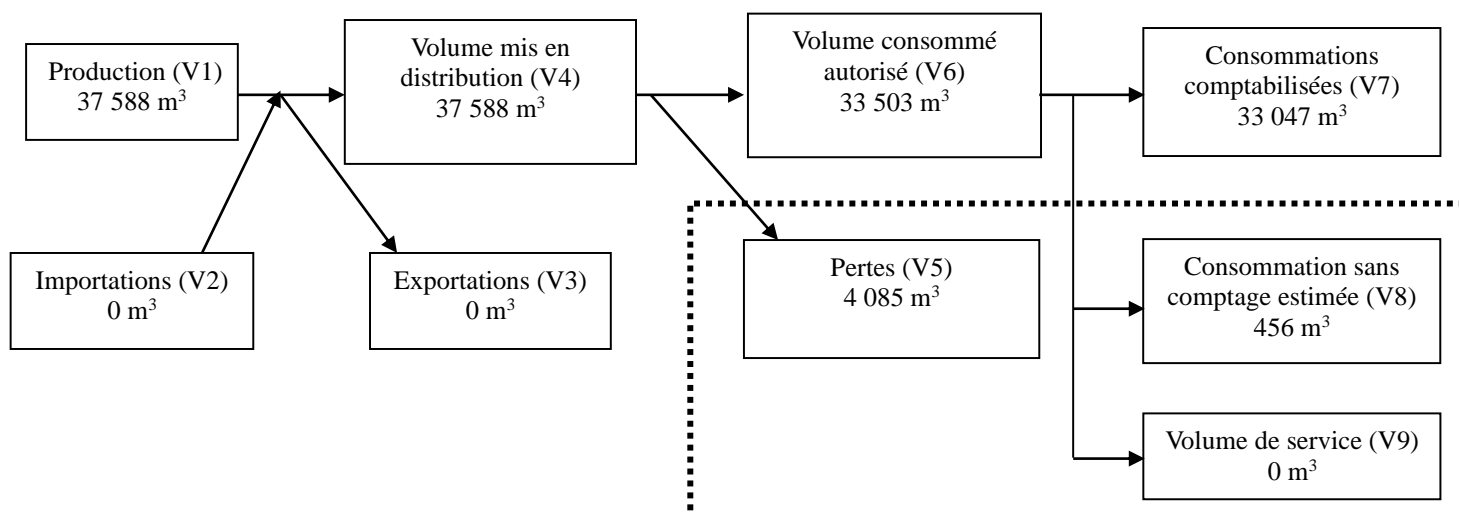 Production (V1)
37 588 m³
Volume mis en
distribution (V4)
37 588 m³
Volume consommé
autorisé (V6)
33 503 m³
Consommations
comptabilisées (V7)
33 047 m³
Importations (V2)
0 m³
Exportations (V3)
0 m³
Pertes (V5)
4 085 m³
Consommation sans
comptage estimée (V8)
456 m³
Volume de service (V9)
0 m³